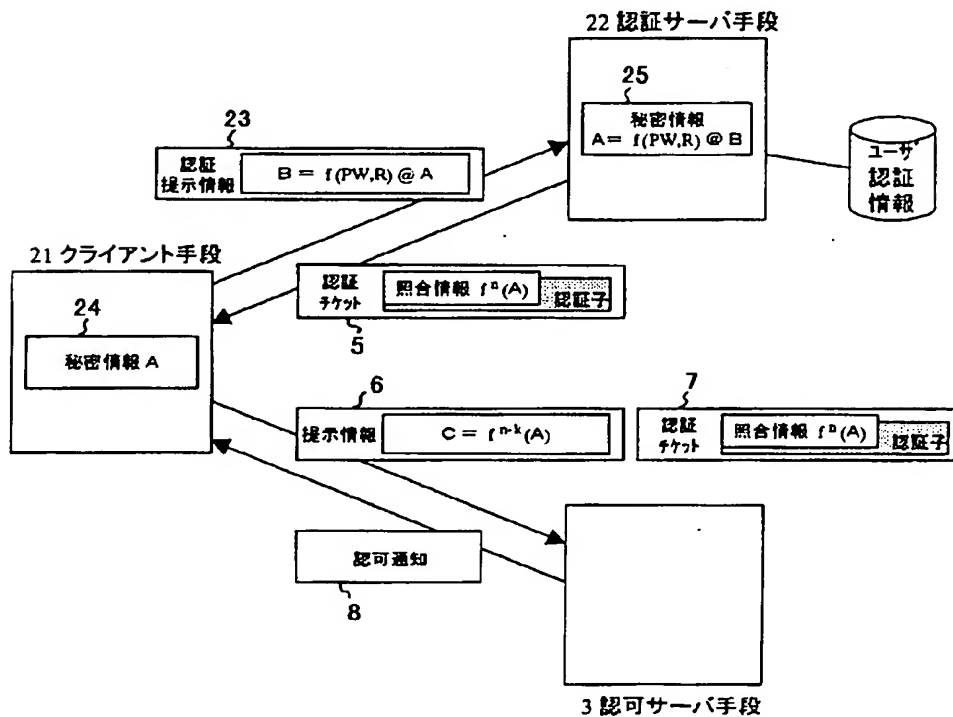 22 認証サーバ手段
25
秘密情報
A = f(PW,R) @ B
ユーザ
認証
情報
23
認証
提示情報
B = f(PW,R) @ A
21 クライアント手段
24
秘密情報 A
認証
チケット
照合情報 fⁿ(A)
認証子
5
6
提示情報
C = fⁿ⁻ᵏ(A)
7
認証
チケット
照合情報 fⁿ(A)
認証子
認可通知
8
3 認可サーバ手段